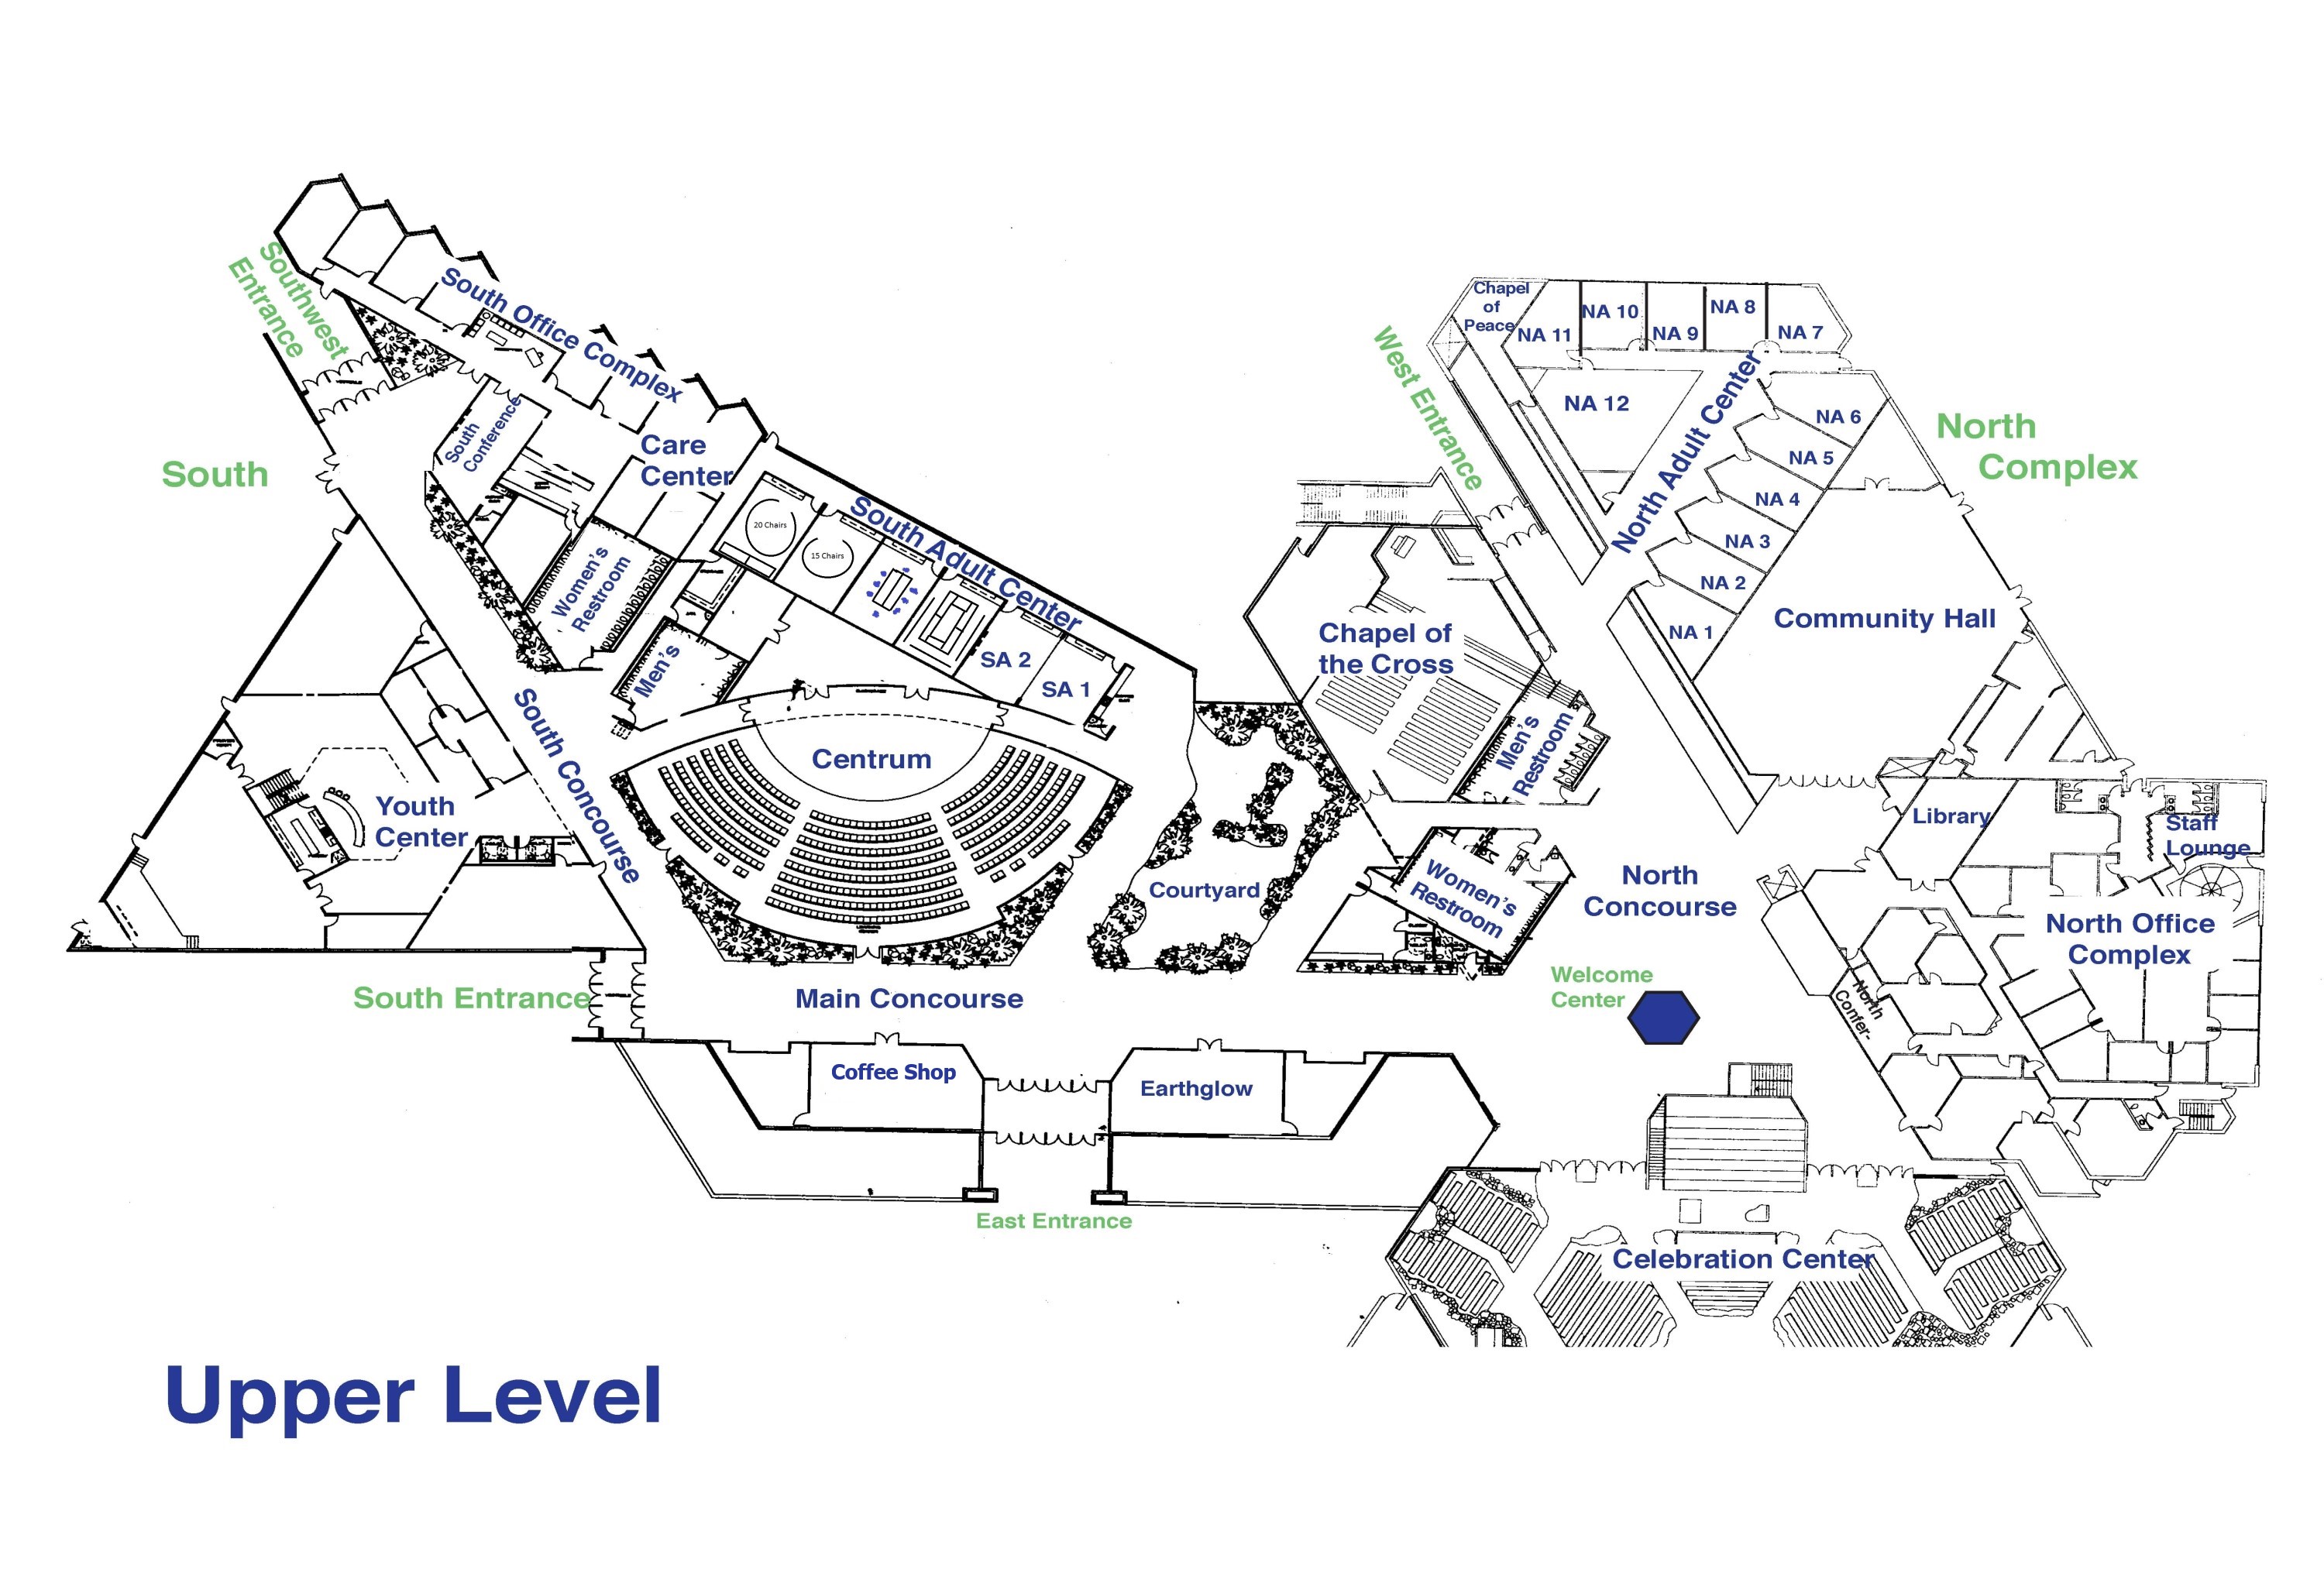 Southwest
Entrance
South Office Complex
South
Conference
Care
Center
South
Women's
Restroom
Men's
20 Chairs
15 Chairs
South Adult Center
SA 2
SA 1
South Concourse
Centrum
Youth
Center
Courtyard
South Entrance
Main Concourse
Coffee Shop
Earthglow
East Entrance
Chapel
of
Peace
NA 11
NA 10
NA 9
NA 8
NA 7
NA 12
West Entrance
North Adult Center
NA 6
NA 5
NA 4
NA 3
NA 2
NA 1
North
Complex
Community Hall
Chapel of
the Cross
Men's
Restroom
Women's
Restroom
North
Concourse
Library
Staff
Lounge
North Office
Complex
North
Confer-
Welcome
Center
Celebration Center
Upper Level